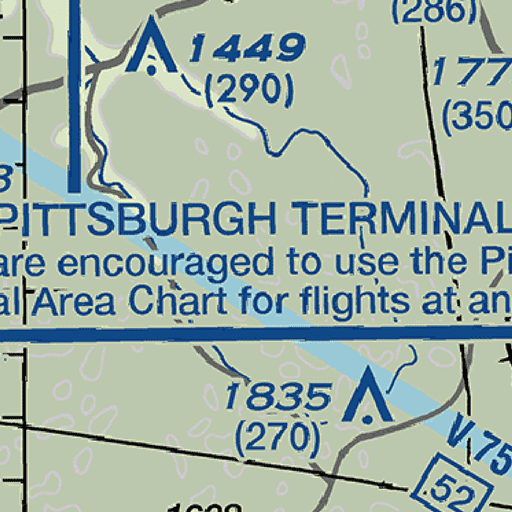 (286)
1449
(290)
177
(350
PITTSBURGH TERMINAL
are encouraged to use the Pi
al Area Chart for flights at an
1835
(270)
V 75
52